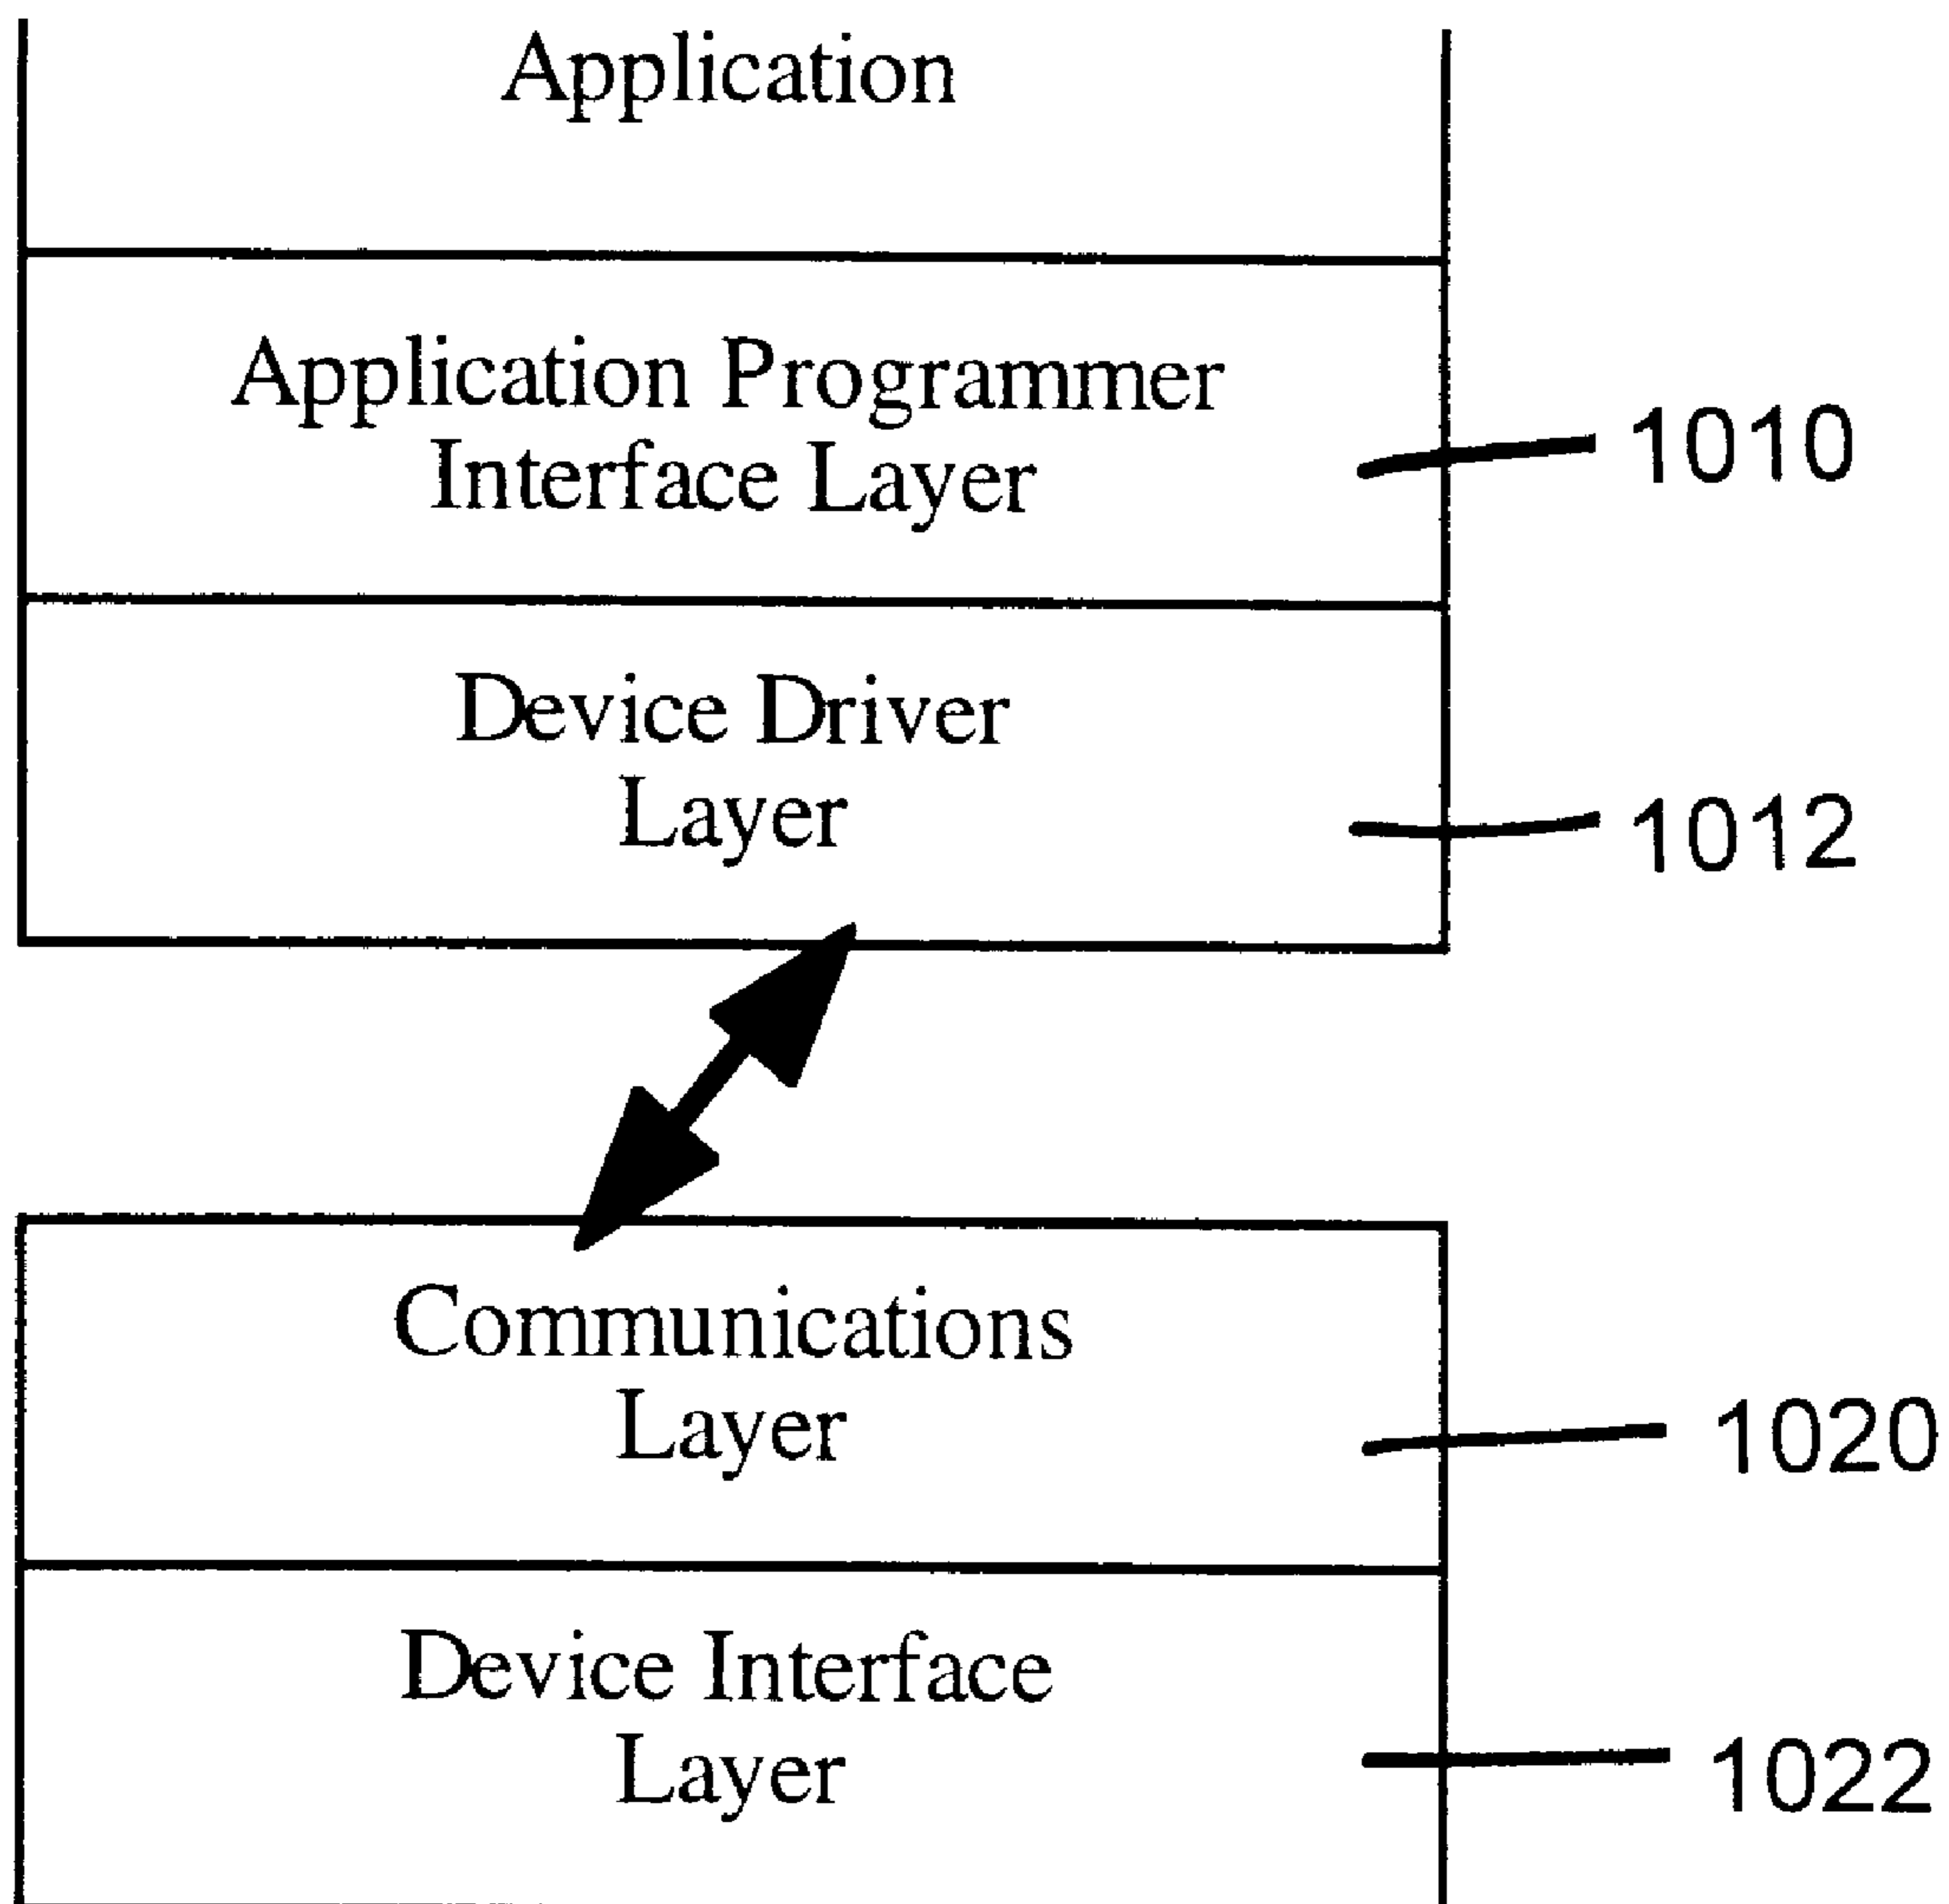 Application
Application Programmer
Interface Layer
1010
Device Driver
Layer
1012
Communications
Layer
1020
Device Interface
Layer
1022